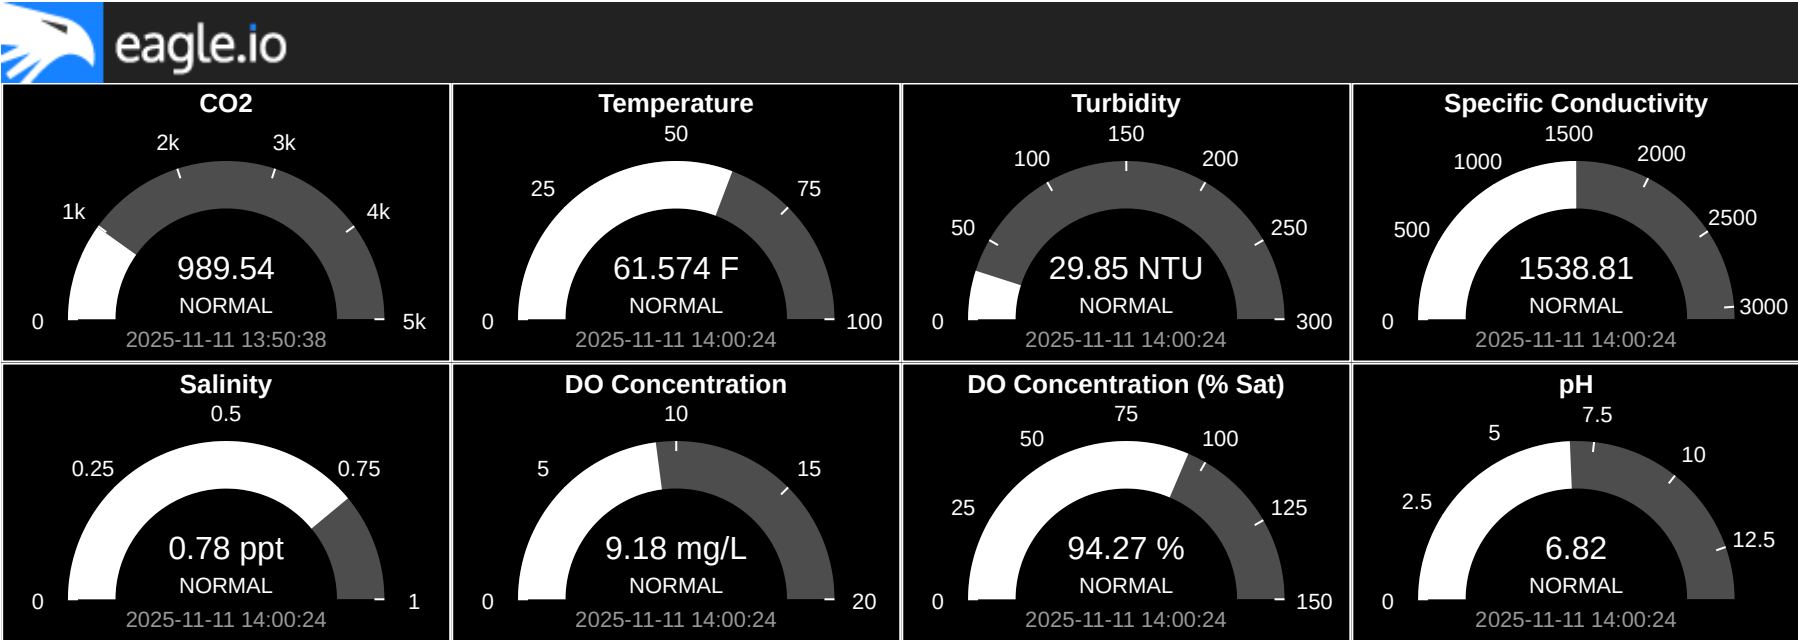 eagle.io
CO2
2k 3k
1k 4k
989.54
NORMAL
0 5k
2025-11-11 13:50:38
Temperature
50
25 75
61.574 F
NORMAL
0 100
2025-11-11 14:00:24
Turbidity
150
100 200
50 250
29.85 NTU
NORMAL
0 300
2025-11-11 14:00:24
Specific Conductivity
1500
1000 2000
500 2500
1538.81
NORMAL
0 3000
2025-11-11 14:00:24
Salinity
0.5
0.25 0.75
0.78 ppt
NORMAL
0 1
2025-11-11 14:00:24
DO Concentration
10
5 15
9.18 mg/L
NORMAL
0 20
2025-11-11 14:00:24
DO Concentration (% Sat)
75
50 100
25 125
94.27 %
NORMAL
0 150
2025-11-11 14:00:24
pH
7.5
5 10
2.5 12.5
6.82
NORMAL
0
2025-11-11 14:00:24